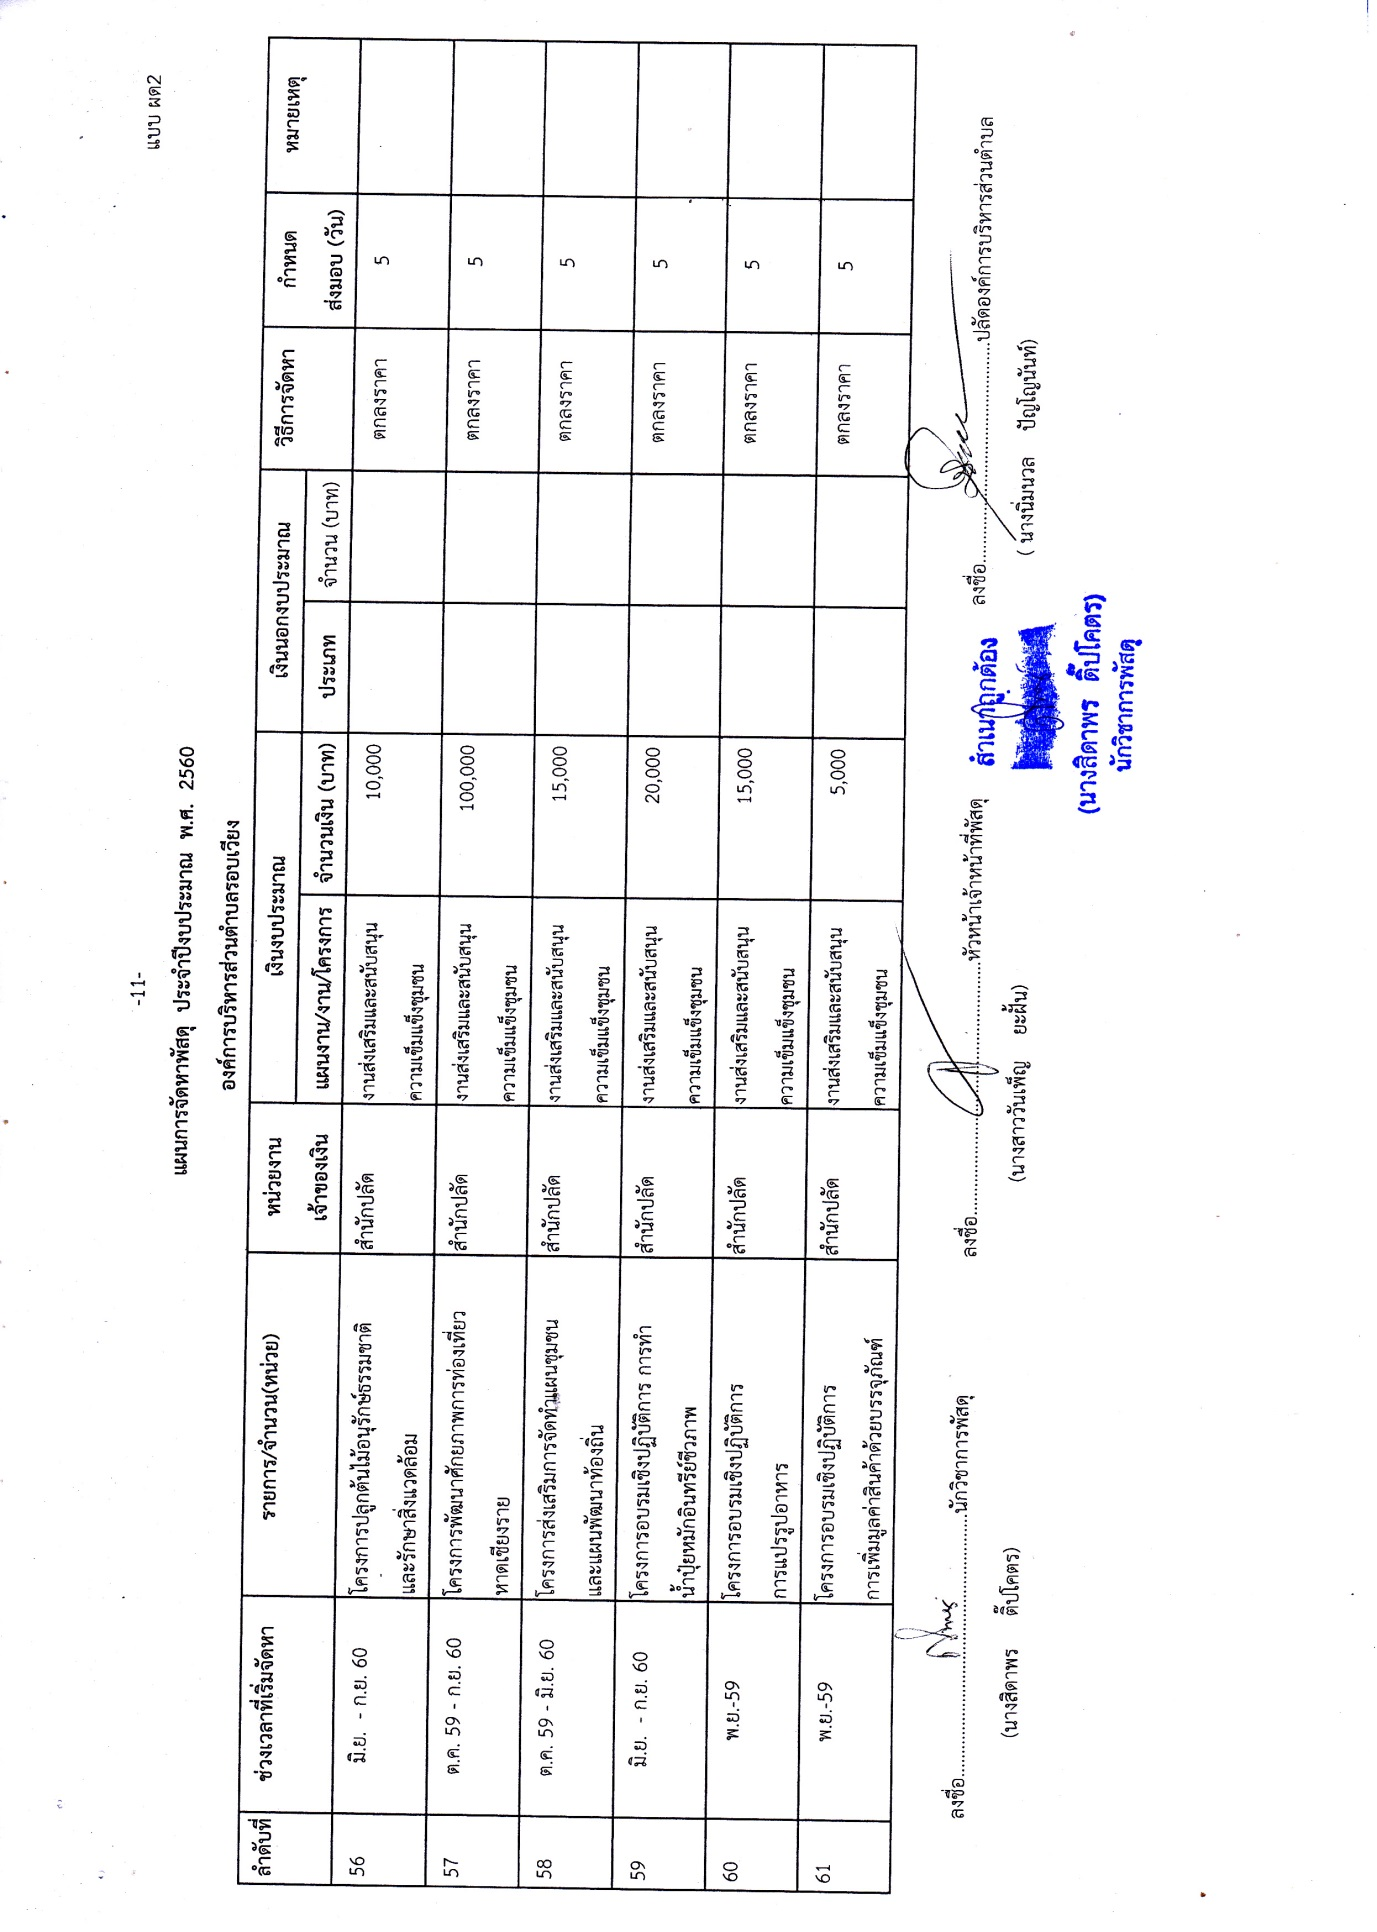 -11-
แบบ ผด2
แผนการจัดหาพัสดุ ประจำปีงบประมาณ พ.ศ. 2560
องค์การบริหารส่วนตำบลรอบเวียง
ลำดับที่ ช่วงเวลาที่เริ่มจัดหา รายการ/จำนวน(หน่วย) หน่วยงาน เงินงบประมาณ เงินนอกงบประมาณ วิธีการจัดหา กำหนด หมายเหตุ
เจ้าของเงิน แผนงาน/งาน/โครงการ จำนวนเงิน (บาท) ประเภท จำนวน (บาท) ส่งมอบ (วัน)
56 มิ.ย. - ก.ย. 60 โครงการปลูกต้นไม้อนุรักษ์ธรรมชาติ สำนักปลัด งานส่งเสริมและสนับสนุน 10,000 ตกลงราคา 5
และรักษาสิ่งแวดล้อม ความเข็มแข็งชุมชน
57 ต.ค. 59 - ก.ย. 60 โครงการพัฒนาศักยภาพการท่องเที่ยว สำนักปลัด งานส่งเสริมและสนับสนุน 100,000 ตกลงราคา 5
หาดเชียงราย ความเข็มแข็งชุมชน
58 ต.ค. 59 - มิ.ย. 60 โครงการส่งเสริมการจัดทำแผนชุมชน สำนักปลัด งานส่งเสริมและสนับสนุน 15,000 ตกลงราคา 5
และแผนพัฒนาท้องถิ่น ความเข็มแข็งชุมชน
59 มิ.ย. - ก.ย. 60 โครงการอบรมเชิงปฏิบัติการ การทำ สำนักปลัด งานส่งเสริมและสนับสนุน 20,000 ตกลงราคา 5
น้ำปุ๋ยหมักอินทรีย์ชีวภาพ ความเข็มแข็งชุมชน
60 พ.ย.-59 โครงการอบรมเชิงปฏิบัติการ สำนักปลัด งานส่งเสริมและสนับสนุน 15,000 ตกลงราคา 5
การแปรรูปอาหาร ความเข็มแข็งชุมชน
61 พ.ย.-59 โครงการอบรมเชิงปฏิบัติการ สำนักปลัด งานส่งเสริมและสนับสนุน 5,000 ตกลงราคา 5
การเพิ่มมูลค่าสินค้าด้วยบรรจุภัณฑ์ ความเข็มแข็งชุมชน
ลงชื่อ....................นักวิชาการพัสดุ ลงชื่อ....................หัวหน้าเจ้าหน้าที่พัสดุ ลงชื่อ....................ปลัดองค์การบริหารส่วนตำบล
(นางสิดาพร ติ๊ปโคตร) (นางสาววันเพ็ญ ยะฝั้น) ( นางนิ่มนวล ปัญโญนันท์)
สำเนาถูกต้อง
(นางสิดาพร ติ๊ปโคตร)
นักวิชาการพัสดุ